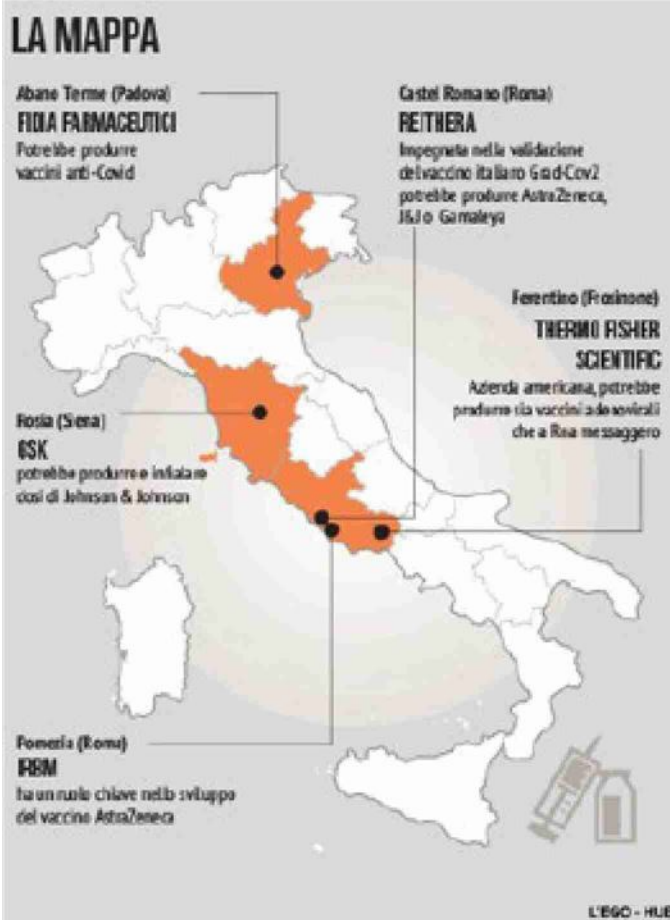 LA MAPPA
Abano Terme (Padova)
FIDIA FARMACEUTICI
Potrebbe produrre
vaccini anti-Covid
Castel Romano (Roma)
REITHERA
Impegnata nella validazione
del vaccino italiano Grad-Cov2
potrebbe produrre AstraZeneca,
J&J o Gamaleya
Ferentino (Frosinone)
THERMO FISHER
SCIENTIFIC
Azienda americana, potrebbe
produrre sia vaccini adenovirali
che a Rna messaggero
Rosia (Siena)
GSK
potrebbe produrre e infialare
dosi di Johnson & Johnson
Pomezia (Roma)
IRBM
ha un ruolo chiave nello sviluppo
del vaccino AstraZeneca
L'EGO - HUB